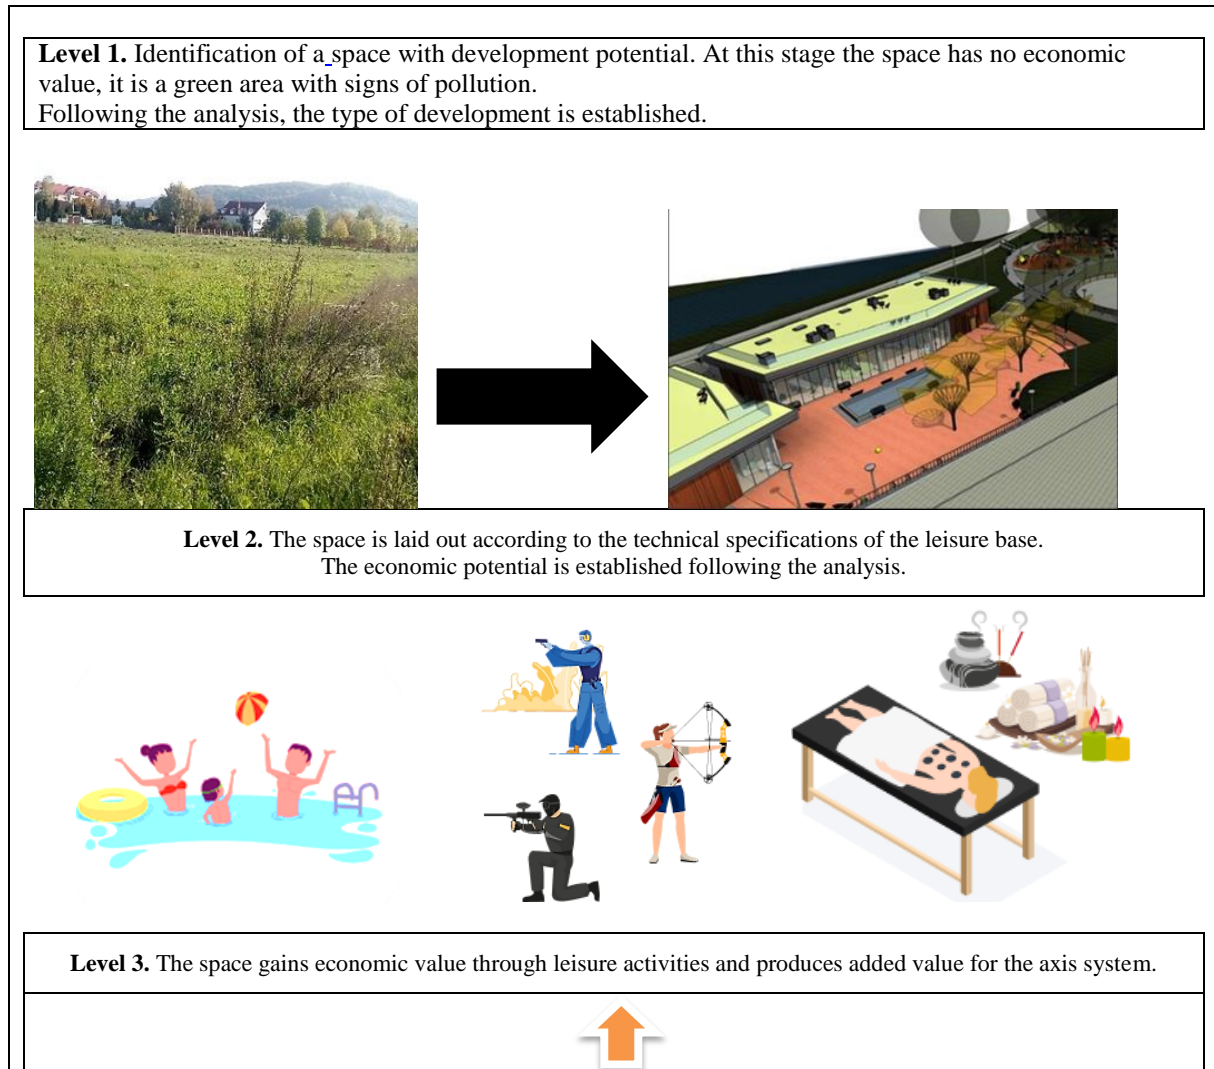 Level 1. Identification of a space with development potential. At this stage the space has no economic
value, it is a green area with signs of pollution.
Following the analysis, the type of development is established.
Level 2. The space is laid out according to the technical specifications of the leisure base.
The economic potential is established following the analysis.
Level 3. The space gains economic value through leisure activities and produces added value for the axis system.